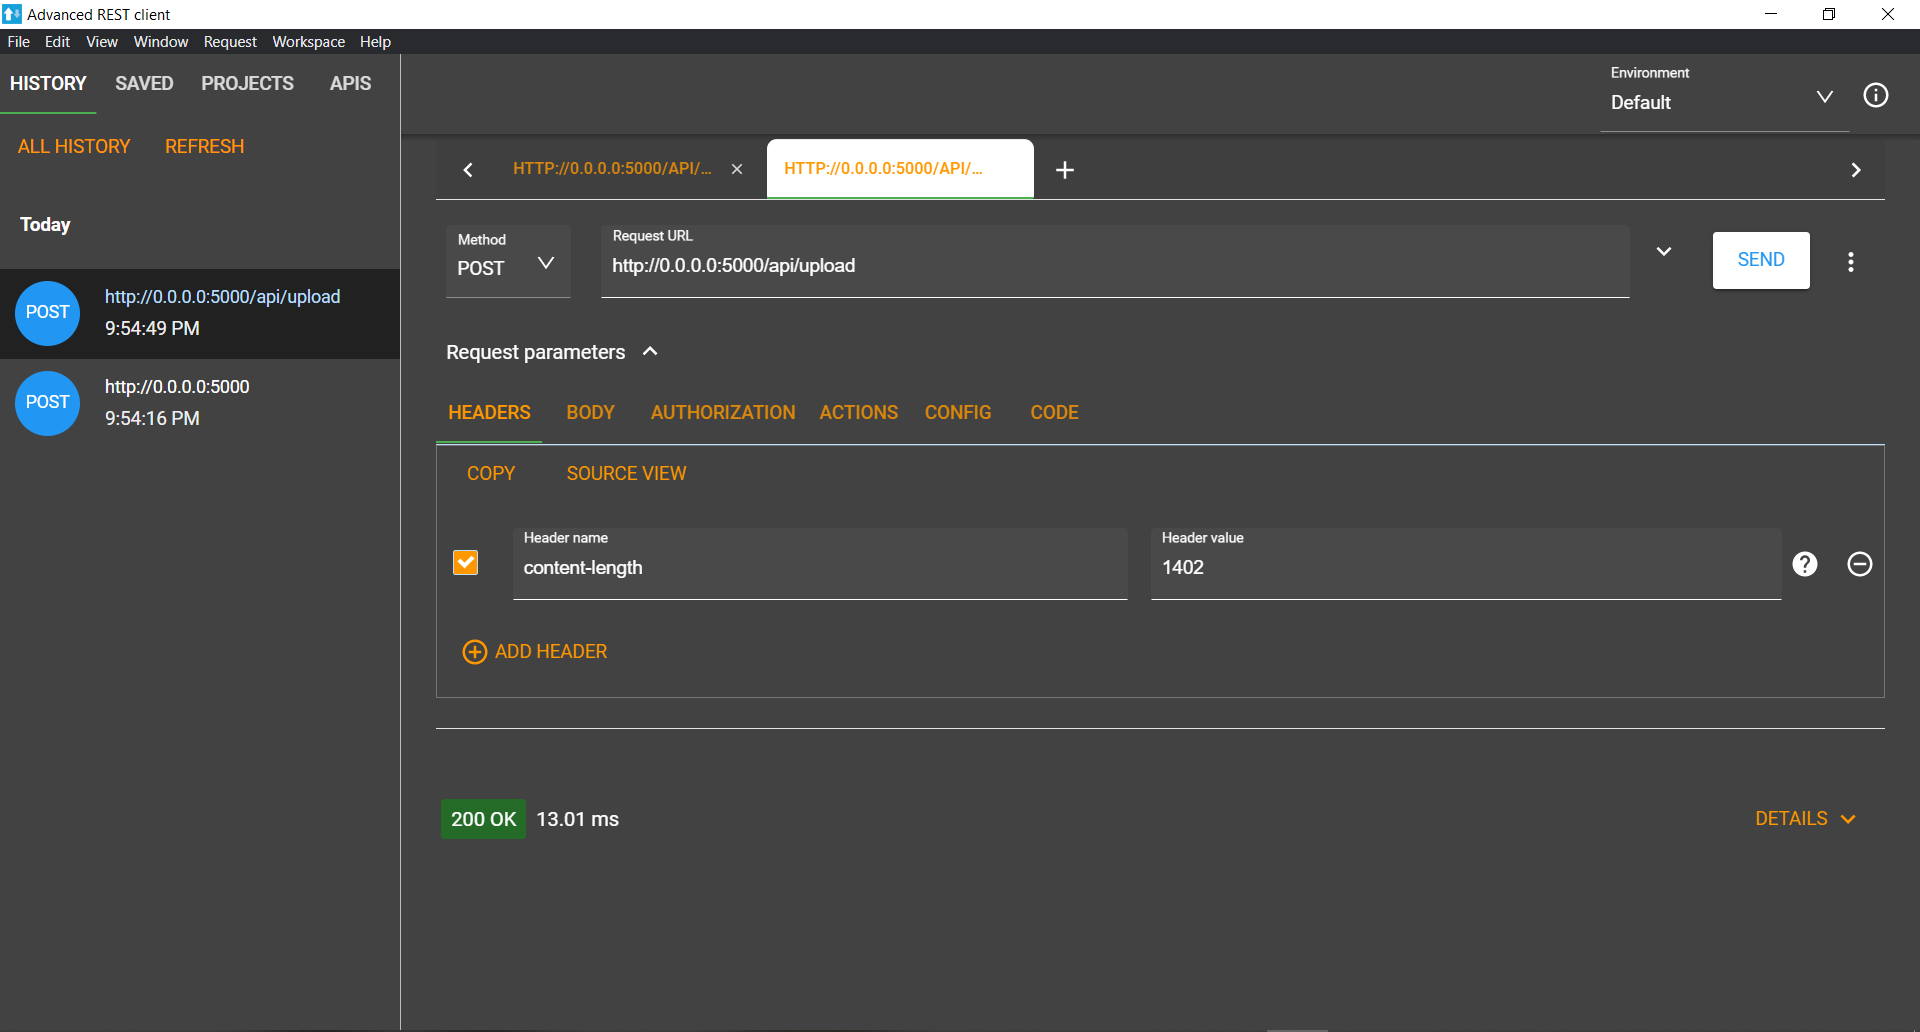 Advanced REST client
File Edit View Window Request Workspace Help
HISTORY SAVED PROJECTS APIS
ALL HISTORY REFRESH
Today
POST
http://0.0.0.0:5000/api/upload
9:54:49 PM
POST
http://0.0.0.0:5000
9:54:16 PM
Environment
Default
HTTP://0.0.0.0:5000/API/... HTTP://0.0.0.0:5000/API/...
Method
POST
Request URL
http://0.0.0.0:5000/api/upload
SEND
Request parameters
HEADERS BODY AUTHORIZATION ACTIONS CONFIG CODE
COPY SOURCE VIEW
Header name
content-length
Header value
1402
ADD HEADER
200 OK 13.01 ms
DETAILS